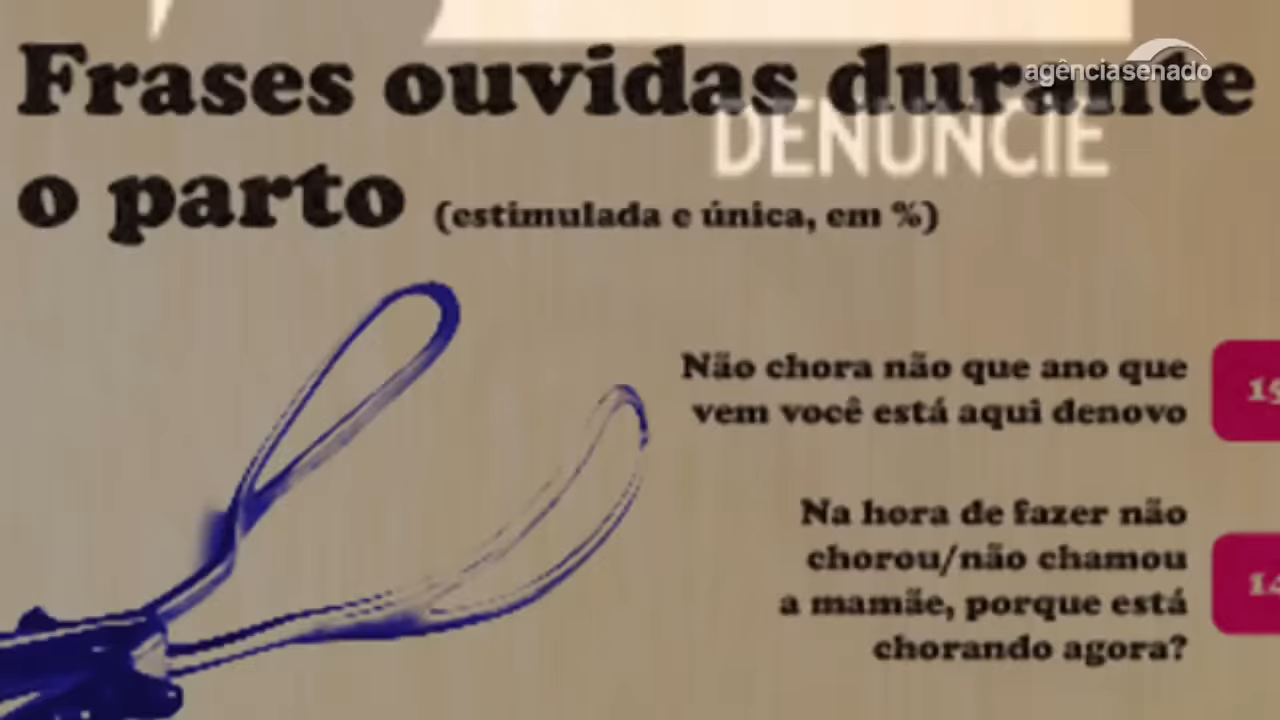 agênciasenado
Frases ouvidas durante
DENUNCIE
o parto (estimulada e única, em %)
Não chora não que ano que
vem você está aqui denovo
Na hora de fazer não
chorou/não chamou
a mamãe, porque está
chorando agora?